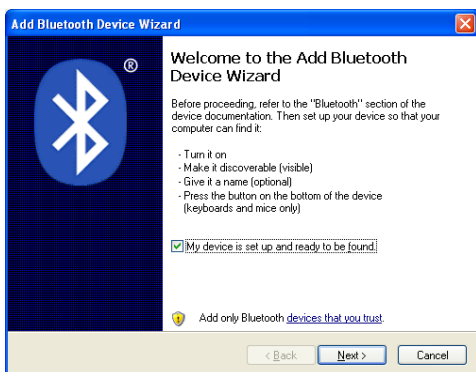 Add Bluetooth Device Wizard
®
Welcome to the Add Bluetooth
Device Wizard
Before proceeding, refer to the "Bluetooth" section of the
device documentation. Then set up your device so that your
computer can find it:
- Turn it on
- Make it discoverable (visible)
- Give it a name (optional)
- Press the button on the bottom of the device
(keyboards and mice only)
My device is set up and ready to be found.
Add only Bluetooth devices that you trust.
< Back Next > Cancel